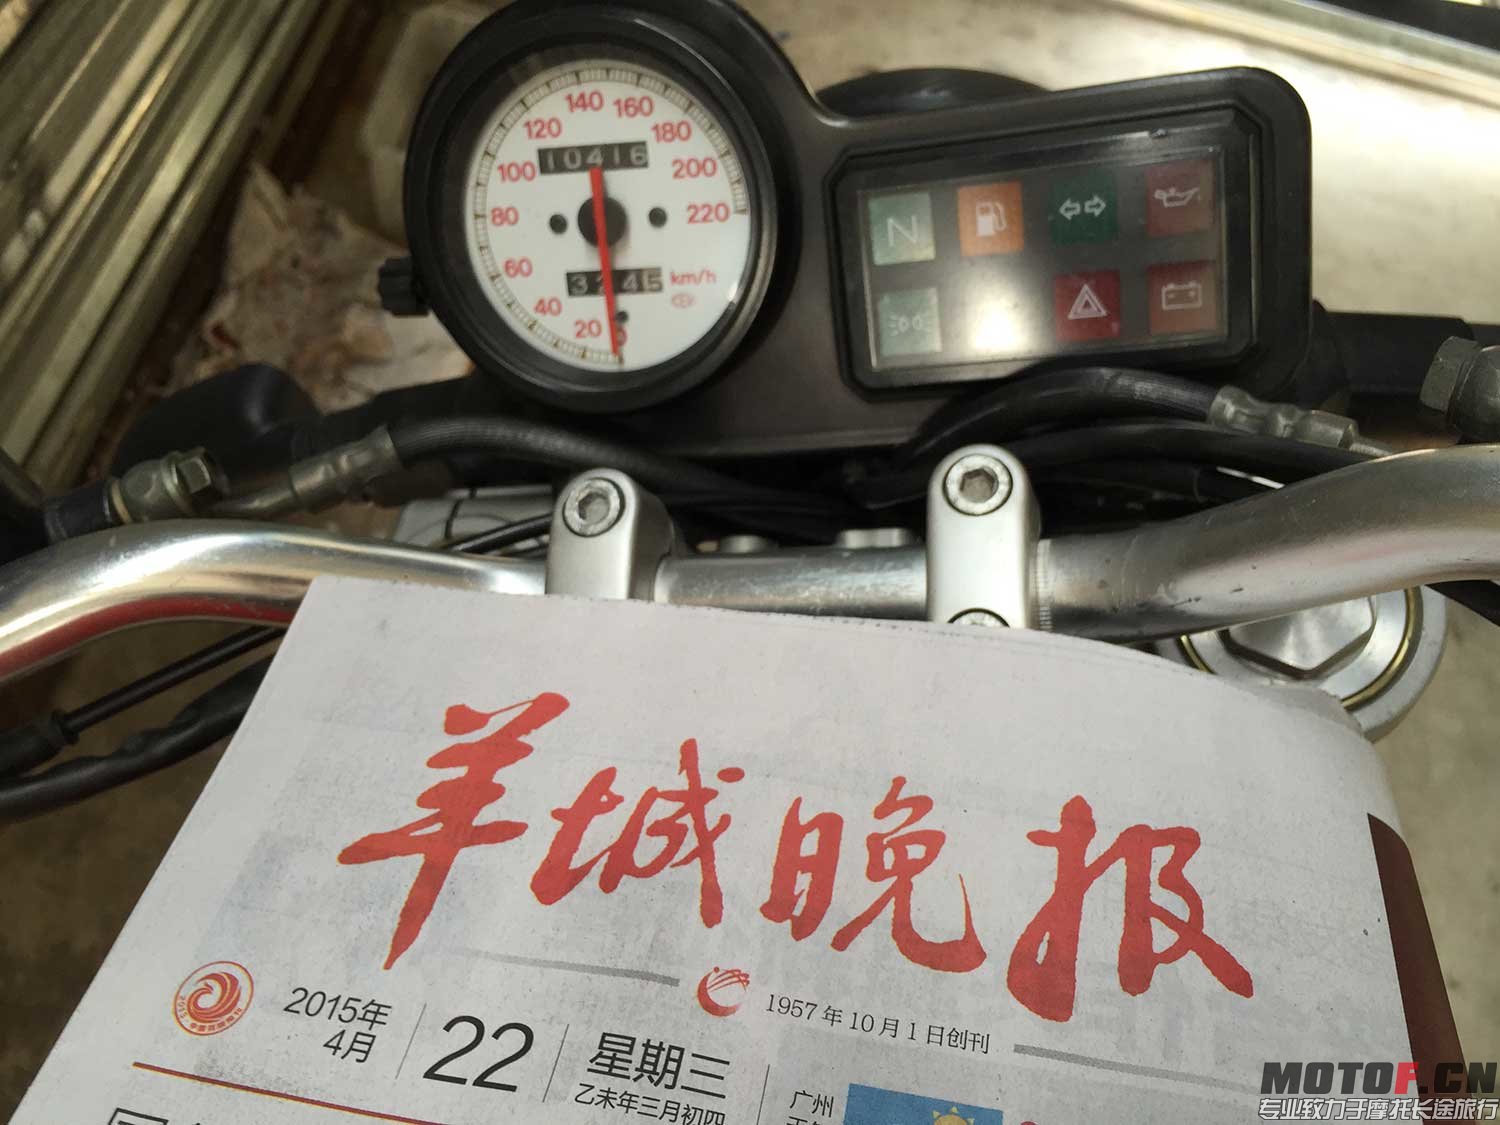 140 160
120 180
10416
100 200
80 220
60 km/h
40
20
N
羊城晚报
1957年10月1日创刊
2015年
4月
22
星期三
乙未年三月初四
广州
MOTOF.CN
专业致力于摩托长途旅行